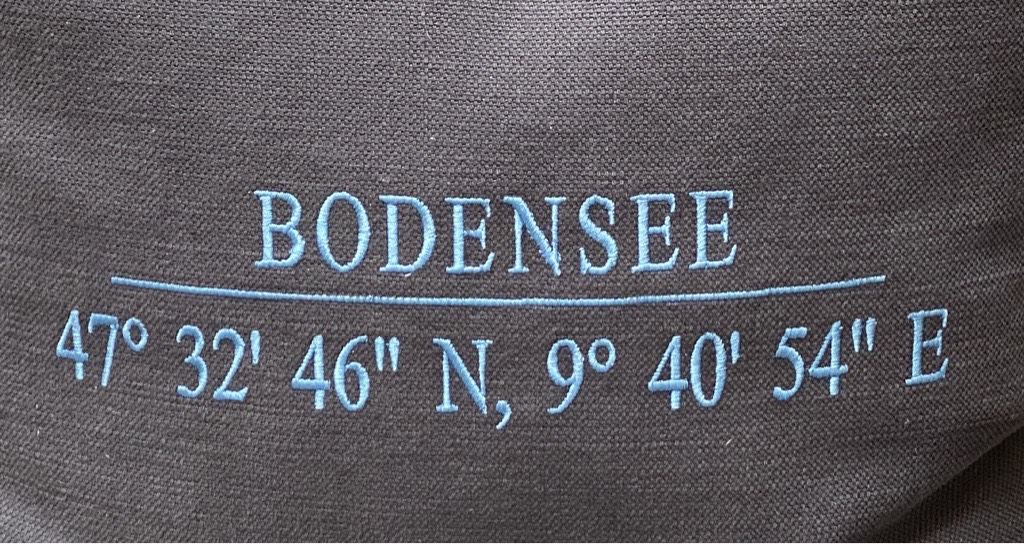 BODENSEE
47° 32' 46" N, 9° 40' 54" E